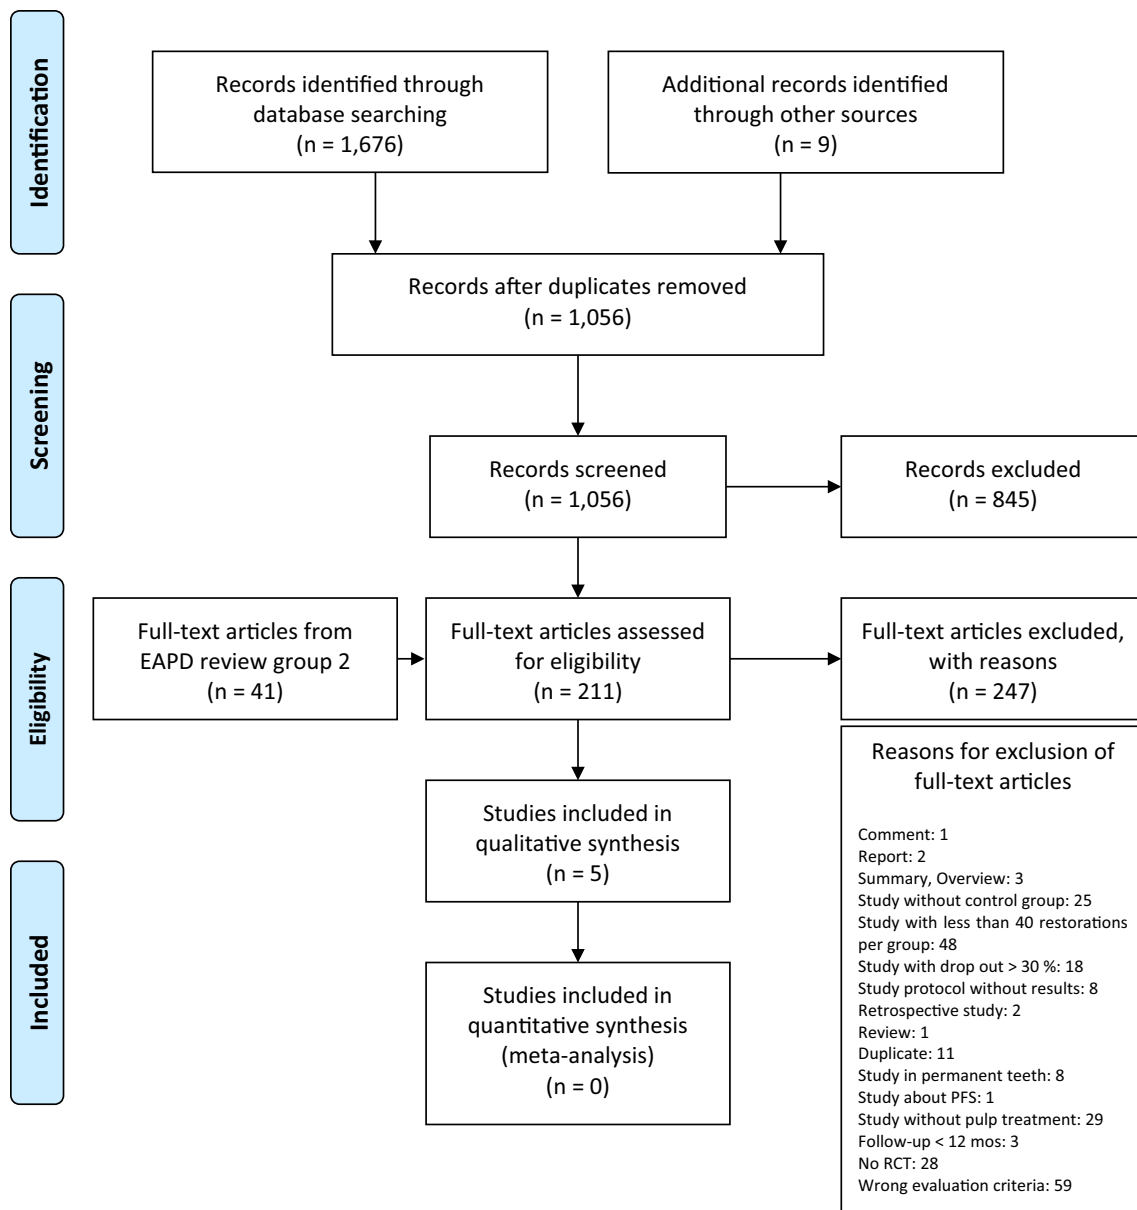 Identification
Records identified through
database searching
(n = 1,676)
Additional records identified
through other sources
(n = 9)
Records after duplicates removed
(n = 1,056)
Screening
Records screened
(n = 1,056)
Records excluded
(n = 845)
Eligibility
Full-text articles from
EAPD review group 2
(n = 41)
Full-text articles assessed
for eligibility
(n = 211)
Full-text articles excluded,
with reasons
(n = 247)
Reasons for exclusion of
full-text articles
Comment: 1
Report: 2
Summary, Overview: 3
Study without control group: 25
Study with less than 40 restorations
per group: 48
Study with drop out > 30 %: 18
Study protocol without results: 8
Retrospective study: 2
Review: 1
Duplicate: 11
Study in permanent teeth: 8
Study about PFS: 1
Study without pulp treatment: 29
Follow-up < 12 mos: 3
No RCT: 28
Wrong evaluation criteria: 59
Studies included in
qualitative synthesis
(n = 5)
Included
Studies included in
quantitative synthesis
(meta-analysis)
(n = 0)